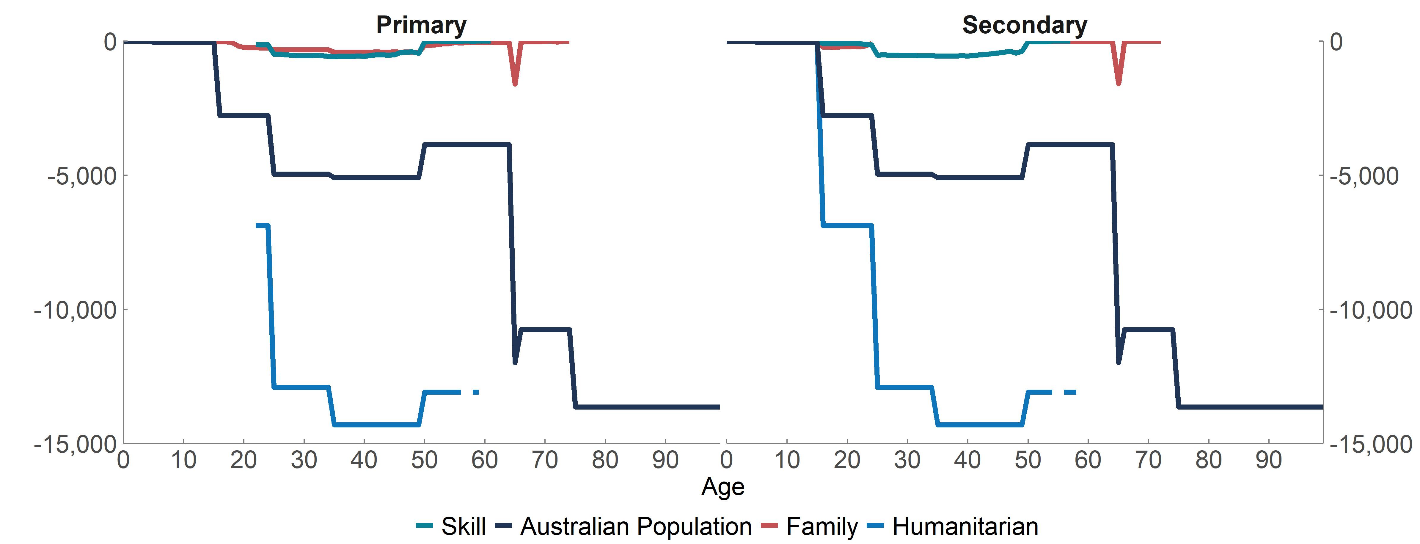 Primary Secondary
0 0
-5,000 -5,000
-10,000 -10,000
-15,000 -15,000
0 10 20 30 40 50 60 70 80 90 0 10 20 30 40 50 60 70 80 90
Age
Skill Australian Population Family Humanitarian